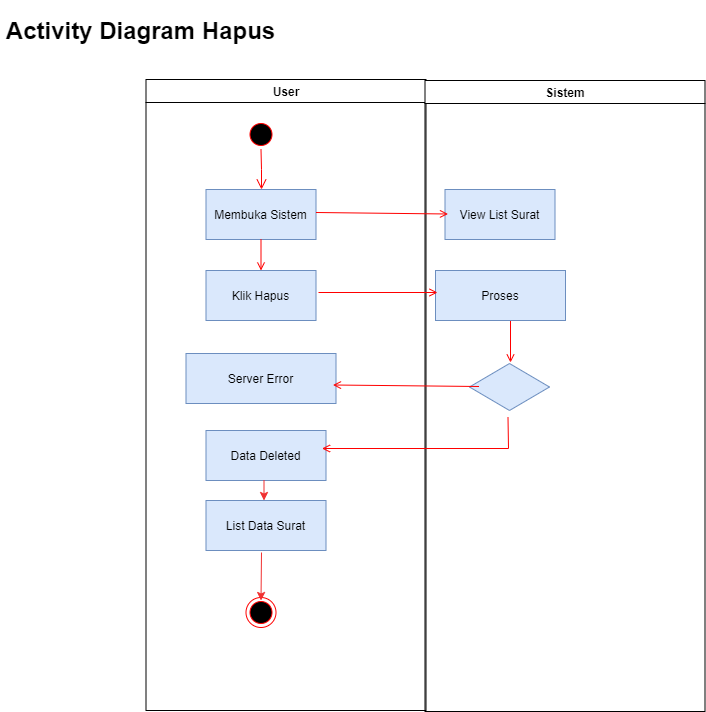 Activity Diagram Hapus
User
Sistem
Membuka Sistem
View List Surat
Klik Hapus
Proses
Server Error
Data Deleted
List Data Surat